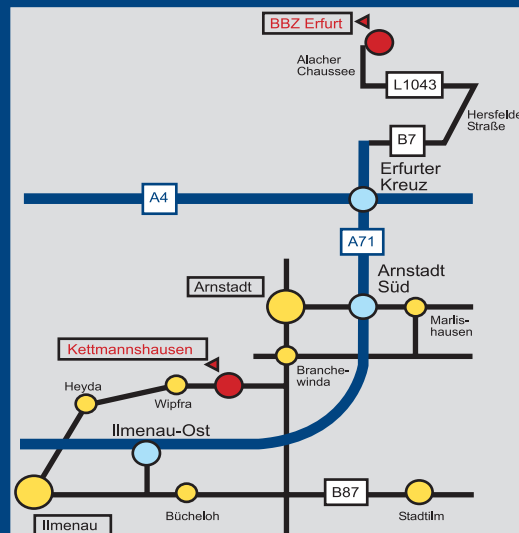 BBZ Erfurt
Alacher
Chaussee
L1043
Hersfelde
Straße
B7
Erfurter
Kreuz
A4
A71
Arnstadt
Süd
Arnstadt
Marlis-
hausen
Kettmannshausen
Branche-
winda
Heyda
Wipfra
Ilmenau-Ost
B87
Ilmenau
Bücheloh
Stadtilm